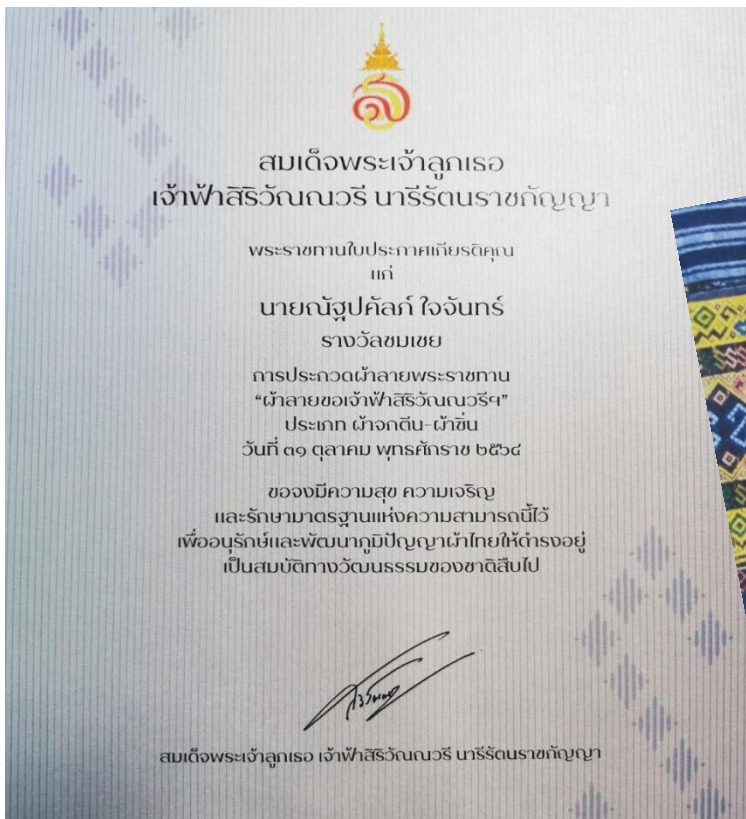 สมเด็จพระเจ้าลูกเธอ
เจ้าฟ้าสิริวัณณวรี นารีรัตนราชกัญญา
พระราชทานใบประกาศเกียรติคุณ
แก่
นายณัฐปคัลภ์ ใจจันทร์
รางวัลชมเชย
การประกวดผ้าลายพระราชทาน
“ผ้าลายขอเจ้าฟ้าสิริวัณณวรีฯ”
ประเภท ผ้าจกตีน-ผ้าซิ่น
วันที่ ๓๑ ตุลาคม พุทธศักราช ๒๕๖๔
ขอจงมีความสุข ความเจริญ
และรักษามาตรฐานแห่งความสามารถนี้ไว้
เพื่ออนุรักษ์และพัฒนาภูมิปัญญาผ้าไทยให้ดำรงอยู่
เป็นสมบัติทางวัฒนธรรมของชาติสืบไป
สมเด็จพระเจ้าลูกเธอ เจ้าฟ้าสิริวัณณวรี นารีรัตนราชกัญญา